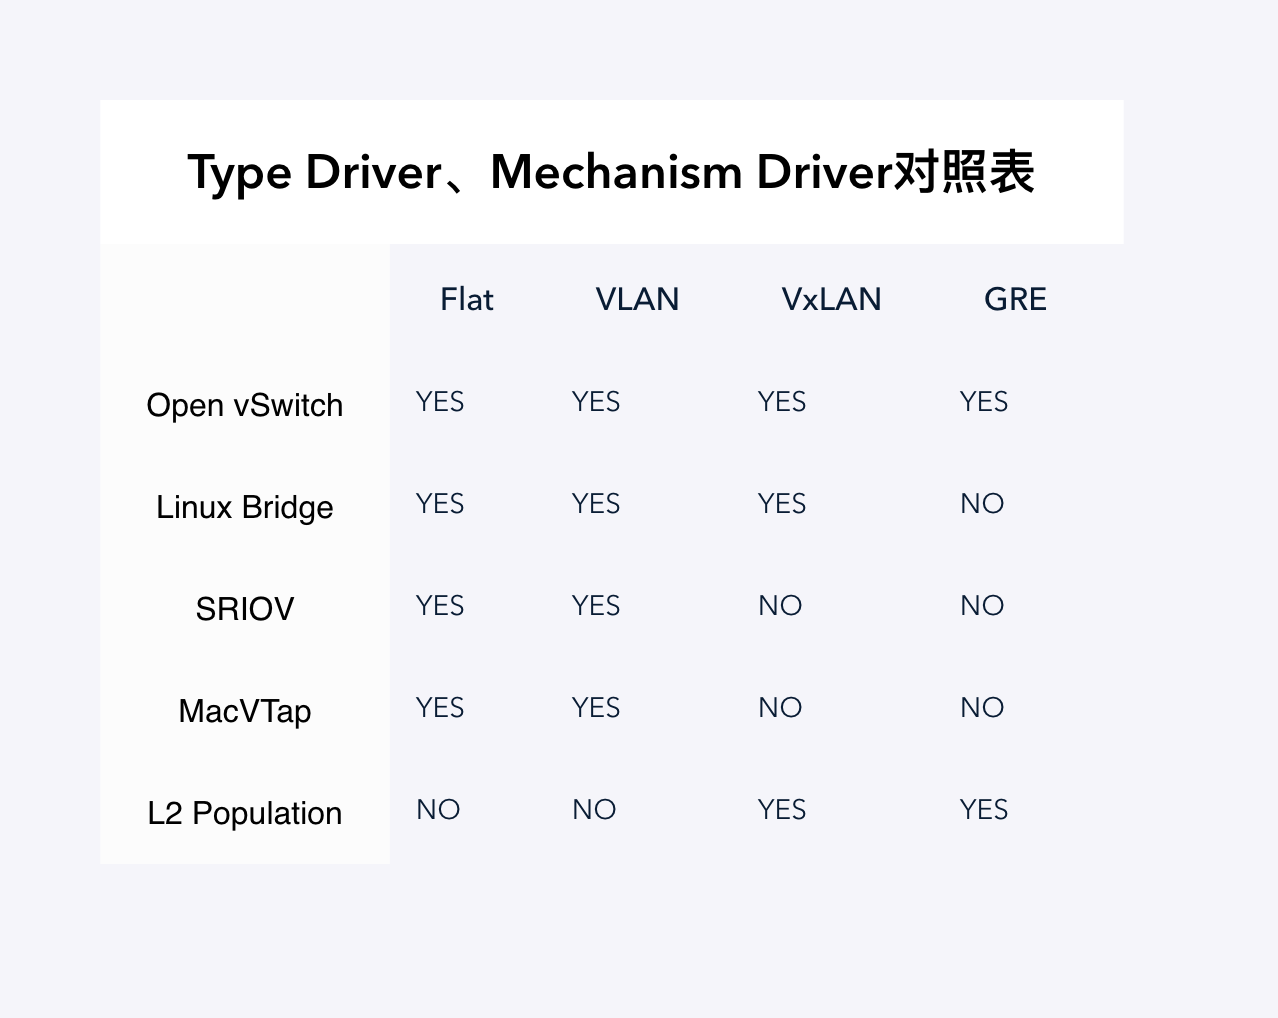 Type Driver、Mechanism Driver对照表
Flat VLAN VxLAN GRE
Open vSwitch YES YES YES YES
Linux Bridge YES YES YES NO
SRIOV YES YES NO NO
MacVTap YES YES NO NO
L2 Population NO NO YES YES